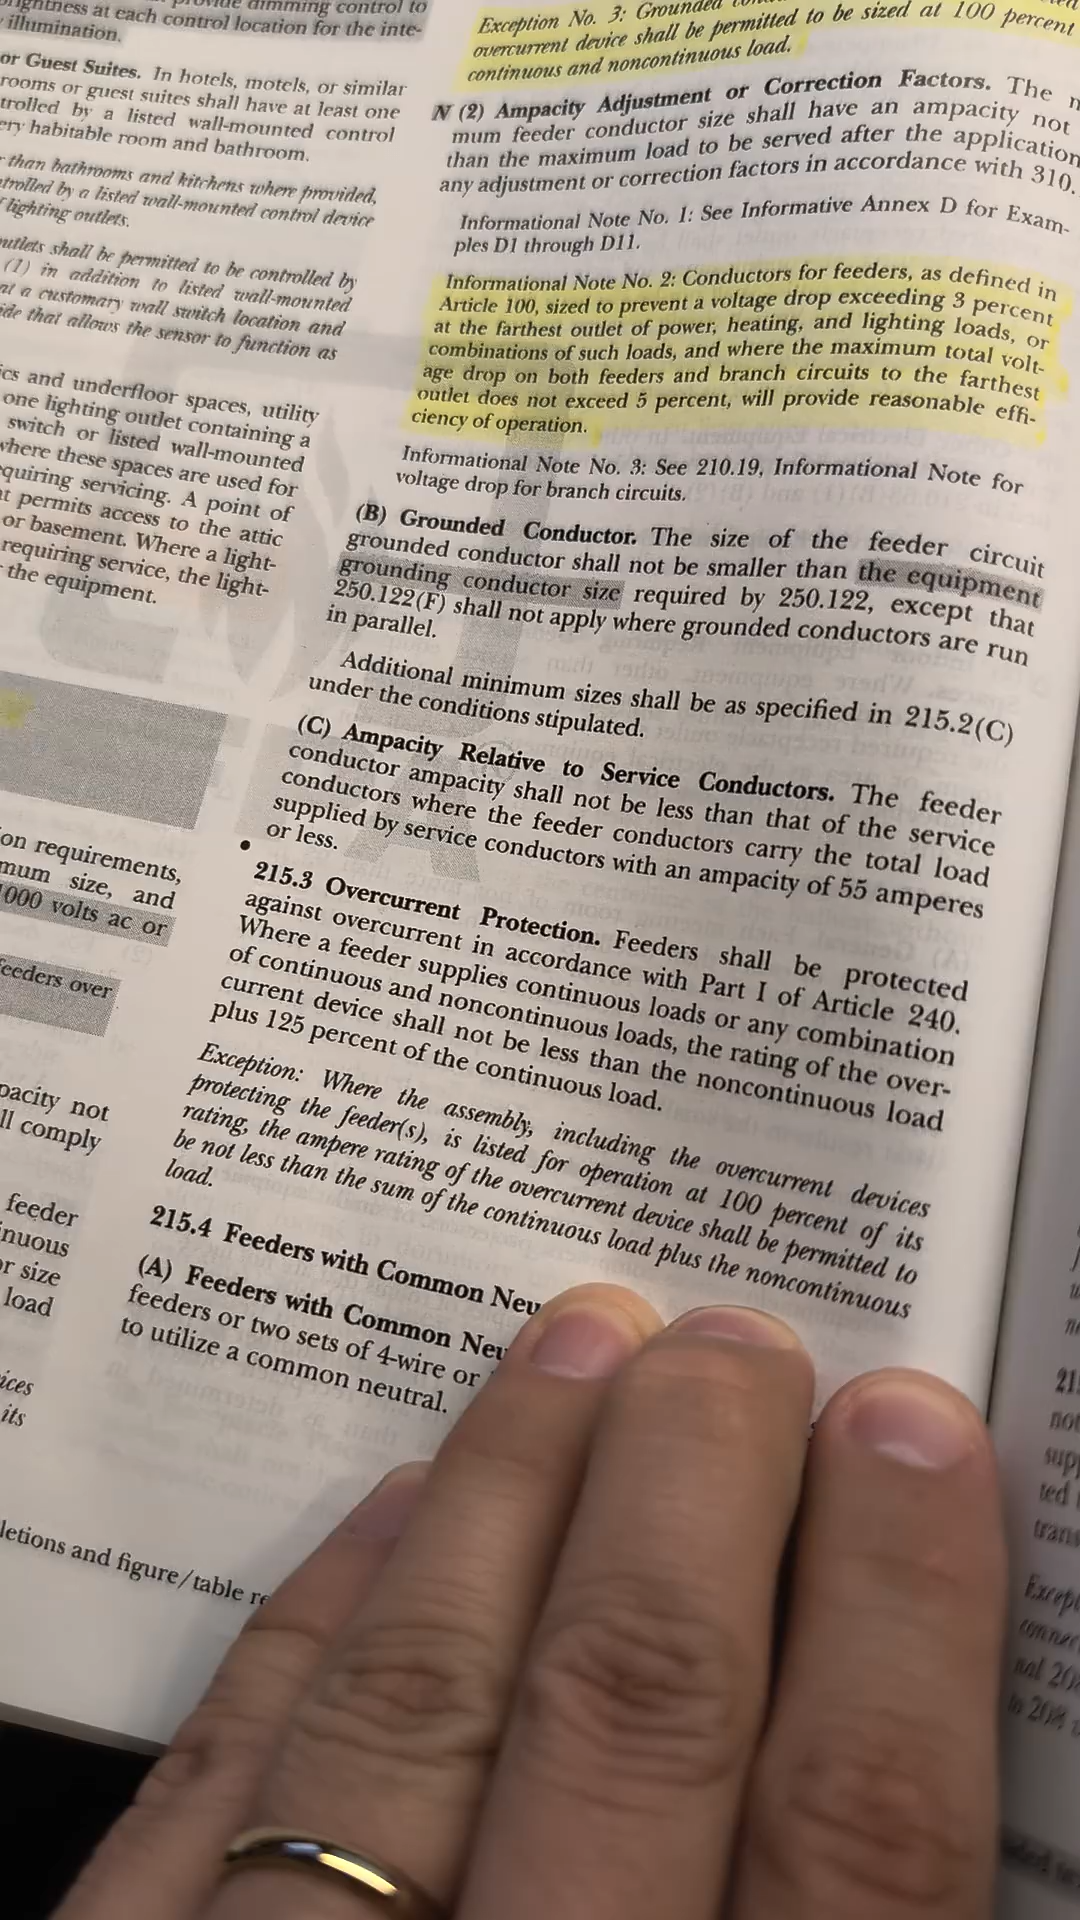 provide dimming control to
brightness at each control location for the inte-
illumination.
or Guest Suites. In hotels, motels, or similar
rooms or guest suites shall have at least one
trolled by a listed wall-mounted control
ery habitable room and bathroom.
than bathrooms and kitchens where provided,
ntrolled by a listed wall-mounted control device
lighting outlets.
outlets shall be permitted to be controlled by
(1) in addition to listed wall-mounted
at a customary wall switch location and
ide that allows the sensor to function as
ics and underfloor spaces, utility
one lighting outlet containing a
switch or listed wall-mounted
where these spaces are used for
quiring servicing. A point of
at permits access to the attic
or basement. Where a light-
requiring service, the light-
the equipment.
on requirements,
mum size, and
1000 volts ac or
feeders over
pacity not
ll comply
feeder
inuous
or size
load
ices
its
letions and figure/table re
Exception No. 3: Grounded
overcurrent device shall be permitted to be sized at 100 percent
continuous and noncontinuous load.
N (2) Ampacity Adjustment or Correction Factors. The
mum feeder conductor size shall have an ampacity not
than the maximum load to be served after the application
any adjustment or correction factors in accordance with 310.
Informational Note No. 1: See Informative Annex D for Exam-
ples D1 through D11.
Informational Note No. 2: Conductors for feeders, as defined in
Article 100, sized to prevent a voltage drop exceeding 3 percent
at the farthest outlet of power, heating, and lighting loads, or
combinations of such loads, and where the maximum total volt-
age drop on both feeders and branch circuits to the farthest
outlet does not exceed 5 percent, will provide reasonable effi-
ciency of operation.
Informational Note No. 3: See 210.19, Informational Note for
voltage drop for branch circuits.
(B) Grounded Conductor. The size of the feeder circuit
grounded conductor shall not be smaller than the equipment
grounding conductor size required by 250.122, except that
250.122(F) shall not apply where grounded conductors are run
in parallel.
Additional minimum sizes shall be as specified in 215.2(C)
under the conditions stipulated.
(C) Ampacity Relative to Service Conductors. The feeder
conductor ampacity shall not be less than that of the service
conductors where the feeder conductors carry the total load
supplied by service conductors with an ampacity of 55 amperes
or less.
215.3 Overcurrent Protection. Feeders shall be protected
against overcurrent in accordance with Part I of Article 240.
Where a feeder supplies continuous loads or any combination
of continuous and noncontinuous loads, the rating of the over-
current device shall not be less than the noncontinuous load
plus 125 percent of the continuous load.
Exception: Where the assembly, including the overcurrent devices
protecting the feeder(s), is listed for operation at 100 percent of its
rating, the ampere rating of the overcurrent device shall be permitted to
be not less than the sum of the continuous load plus the noncontinuous
load.
215.4 Feeders with Common Neu
(A) Feeders with Common Neu
feeders or two sets of 4-wire or
to utilize a common neutral.
21
not
supp
ted
trans
Except
connec
nal 20